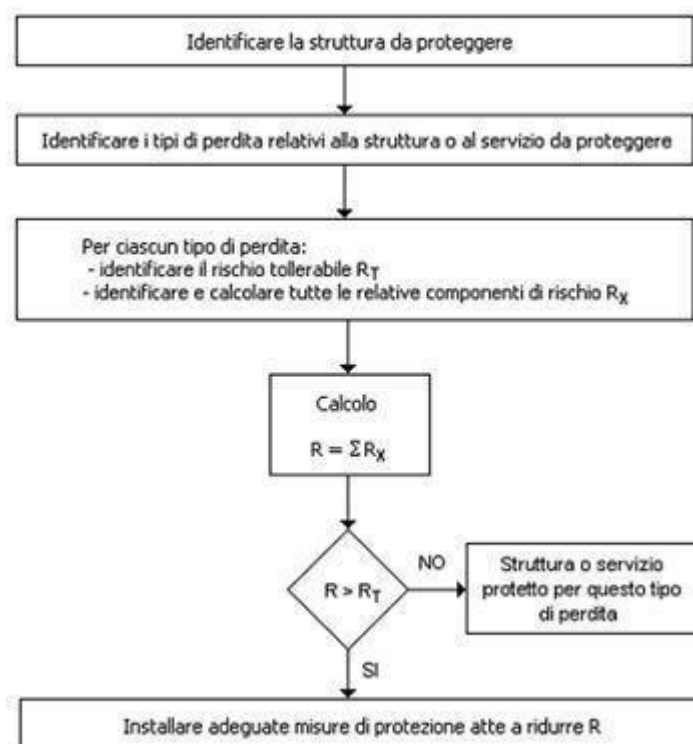 Identificare la struttura da proteggere
Identificare i tipi di perdita relativi alla struttura o al servizio da proteggere
Per ciascun tipo di perdita:
- identificare il rischio tollerabile RT
- identificare e calcolare tutte le relative componenti di rischio RX
Calcolo
R = ΣRX
R > RT
NO
Struttura o servizio
protetto per questo tipo
di perdita
SI
Installare adeguate misure di protezione atte a ridurre R